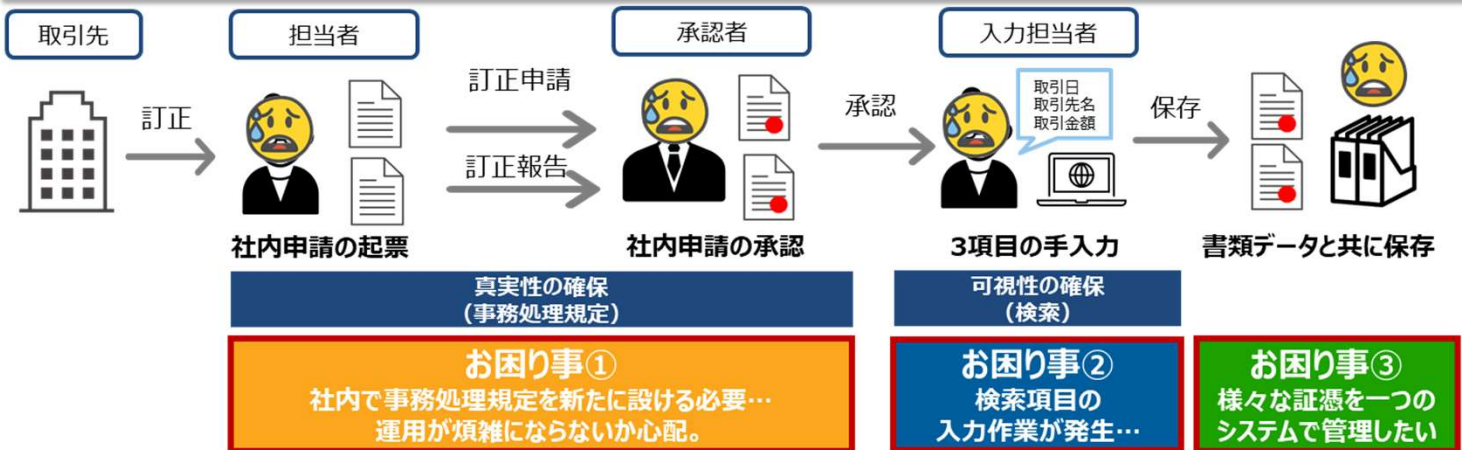 取引先
担当者
承認者
入力担当者
訂正
訂正申請
訂正報告
承認
取引日
取引先名
取引金額
保存
社内申請の起票
社内申請の承認
3項目の手入力
書類データと共に保存
真実性の確保
(事務処理規定)
可視性の確保
(検索)
お困り事①
社内で事務処理規定を新たに設ける必要…
運用が煩雑にならないか心配。
お困り事②
検索項目の
入力作業が発生…
お困り事③
様々な証憑を一つの
システムで管理したい